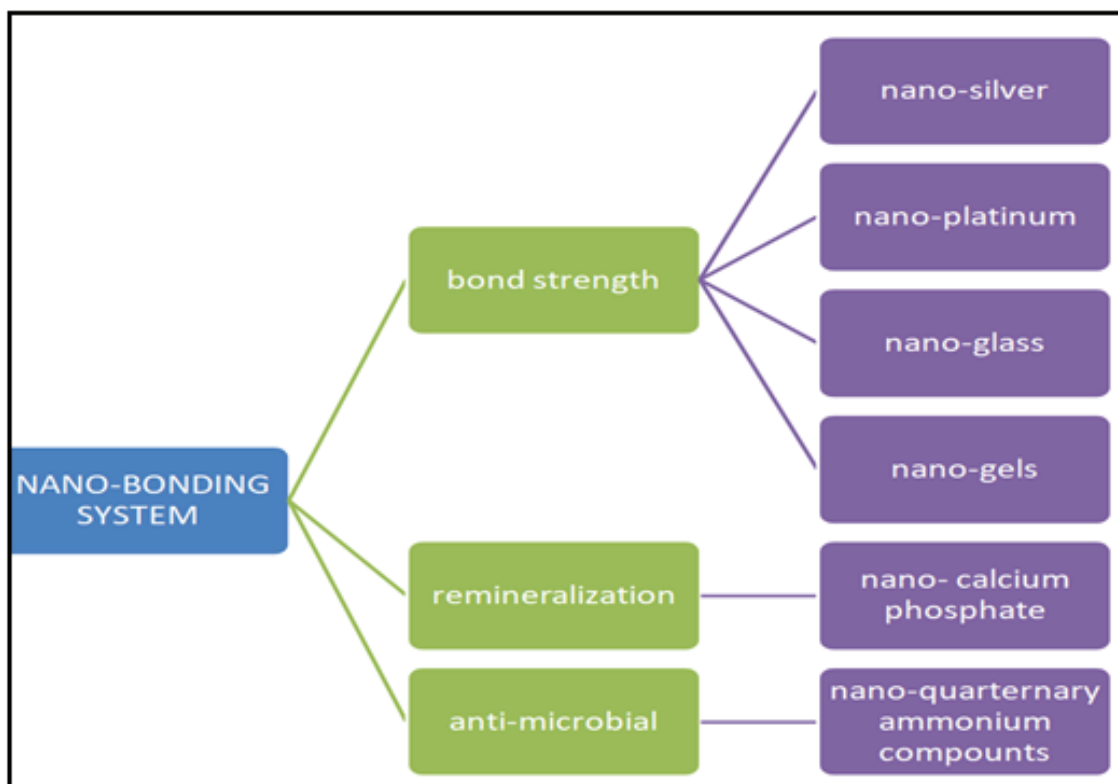 NANO-BONDING
SYSTEM
bond strength
nano-silver
nano-platinum
nano-glass
nano-gels
remineralization
nano- calcium
phosphate
anti-microbial
nano-quarternary
ammonium
compounts